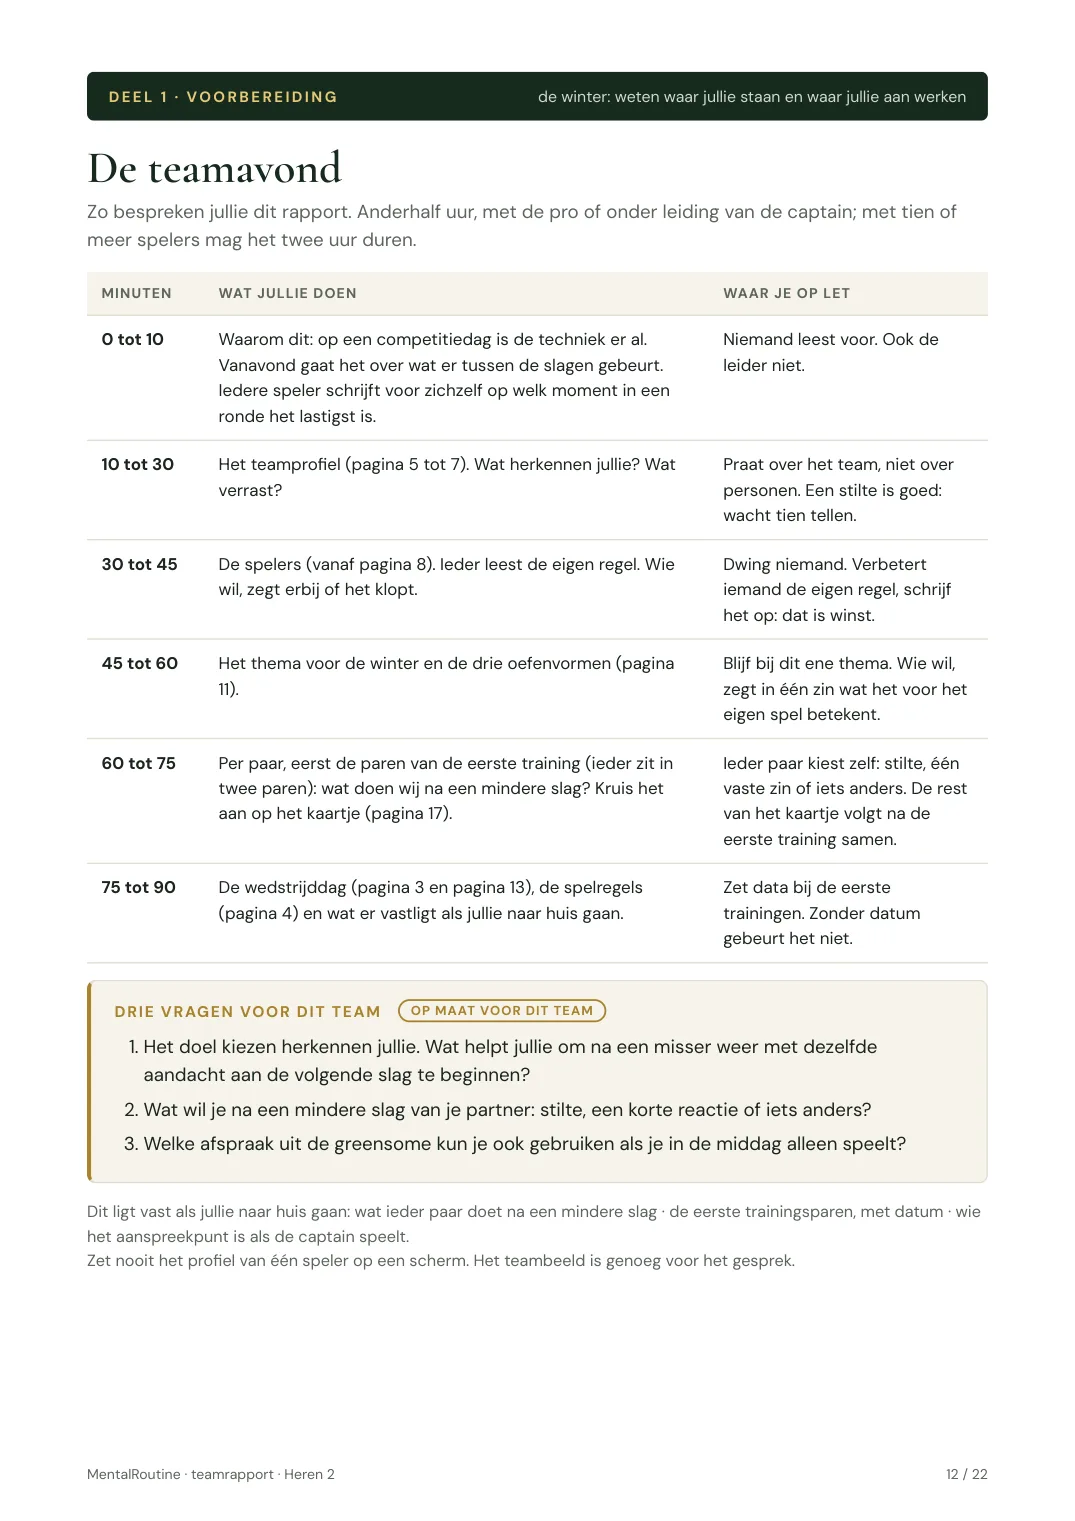 DEEL 1 · VOORBEREIDING
de winter: weten waar jullie staan en waar jullie aan werken
De teamavond
Zo bespreken jullie dit rapport. Anderhalf uur, met de pro of onder leiding van de captain; met tien of
meer spelers mag het twee uur duren.
MINUTEN
WAT JULLIE DOEN
WAAR JE OP LET
0 tot 10
Waarom dit: op een competitiedag is de techniek er al.
Vanavond gaat het over wat er tussen de slagen gebeurt.
Iedere speler schrijft voor zichzelf op welk moment in een
ronde het lastigst is.
Niemand leest voor. Ook de
leider niet.
10 tot 30
Het teamprofiel (pagina 5 tot 7). Wat herkennen jullie? Wat
verrast?
Praat over het team, niet over
personen. Een stilte is goed:
wacht tien tellen.
30 tot 45
De spelers (vanaf pagina 8). Ieder leest de eigen regel. Wie
wil, zegt erbij of het klopt.
Dwing niemand. Verbetert
iemand de eigen regel, schrijf
het op: dat is winst.
45 tot 60
Het thema voor de winter en de drie oefenvormen (pagina
11).
Blijf bij dit ene thema. Wie wil,
zegt in één zin wat het voor het
eigen spel betekent.
60 tot 75
Per paar, eerst de paren van de eerste training (ieder zit in
twee paren): wat doen wij na een mindere slag? Kruis het
aan op het kaartje (pagina 17).
Ieder paar kiest zelf: stilte, één
vaste zin of iets anders. De rest
van het kaartje volgt na de
eerste training samen.
75 tot 90
De wedstrijddag (pagina 3 en pagina 13), de spelregels
(pagina 4) en wat er vastligt als jullie naar huis gaan.
Zet data bij de eerste
trainingen. Zonder datum
gebeurt het niet.
DRIE VRAGEN VOOR DIT TEAM
OP MAAT VOOR DIT TEAM
1. Het doel kiezen herkennen jullie. Wat helpt jullie om na een misser weer met dezelfde
aandacht aan de volgende slag te beginnen?
2. Wat wil je na een mindere slag van je partner: stilte, een korte reactie of iets anders?
3. Welke afspraak uit de greensome kun je ook gebruiken als je in de middag alleen speelt?
Dit ligt vast als jullie naar huis gaan: wat ieder paar doet na een mindere slag · de eerste trainingsparen, met datum · wie
het aanspreekpunt is als de captain speelt.
Zet nooit het profiel van één speler op een scherm. Het teambeeld is genoeg voor het gesprek.
MentalRoutine · teamrapport · Heren 2
12 / 22